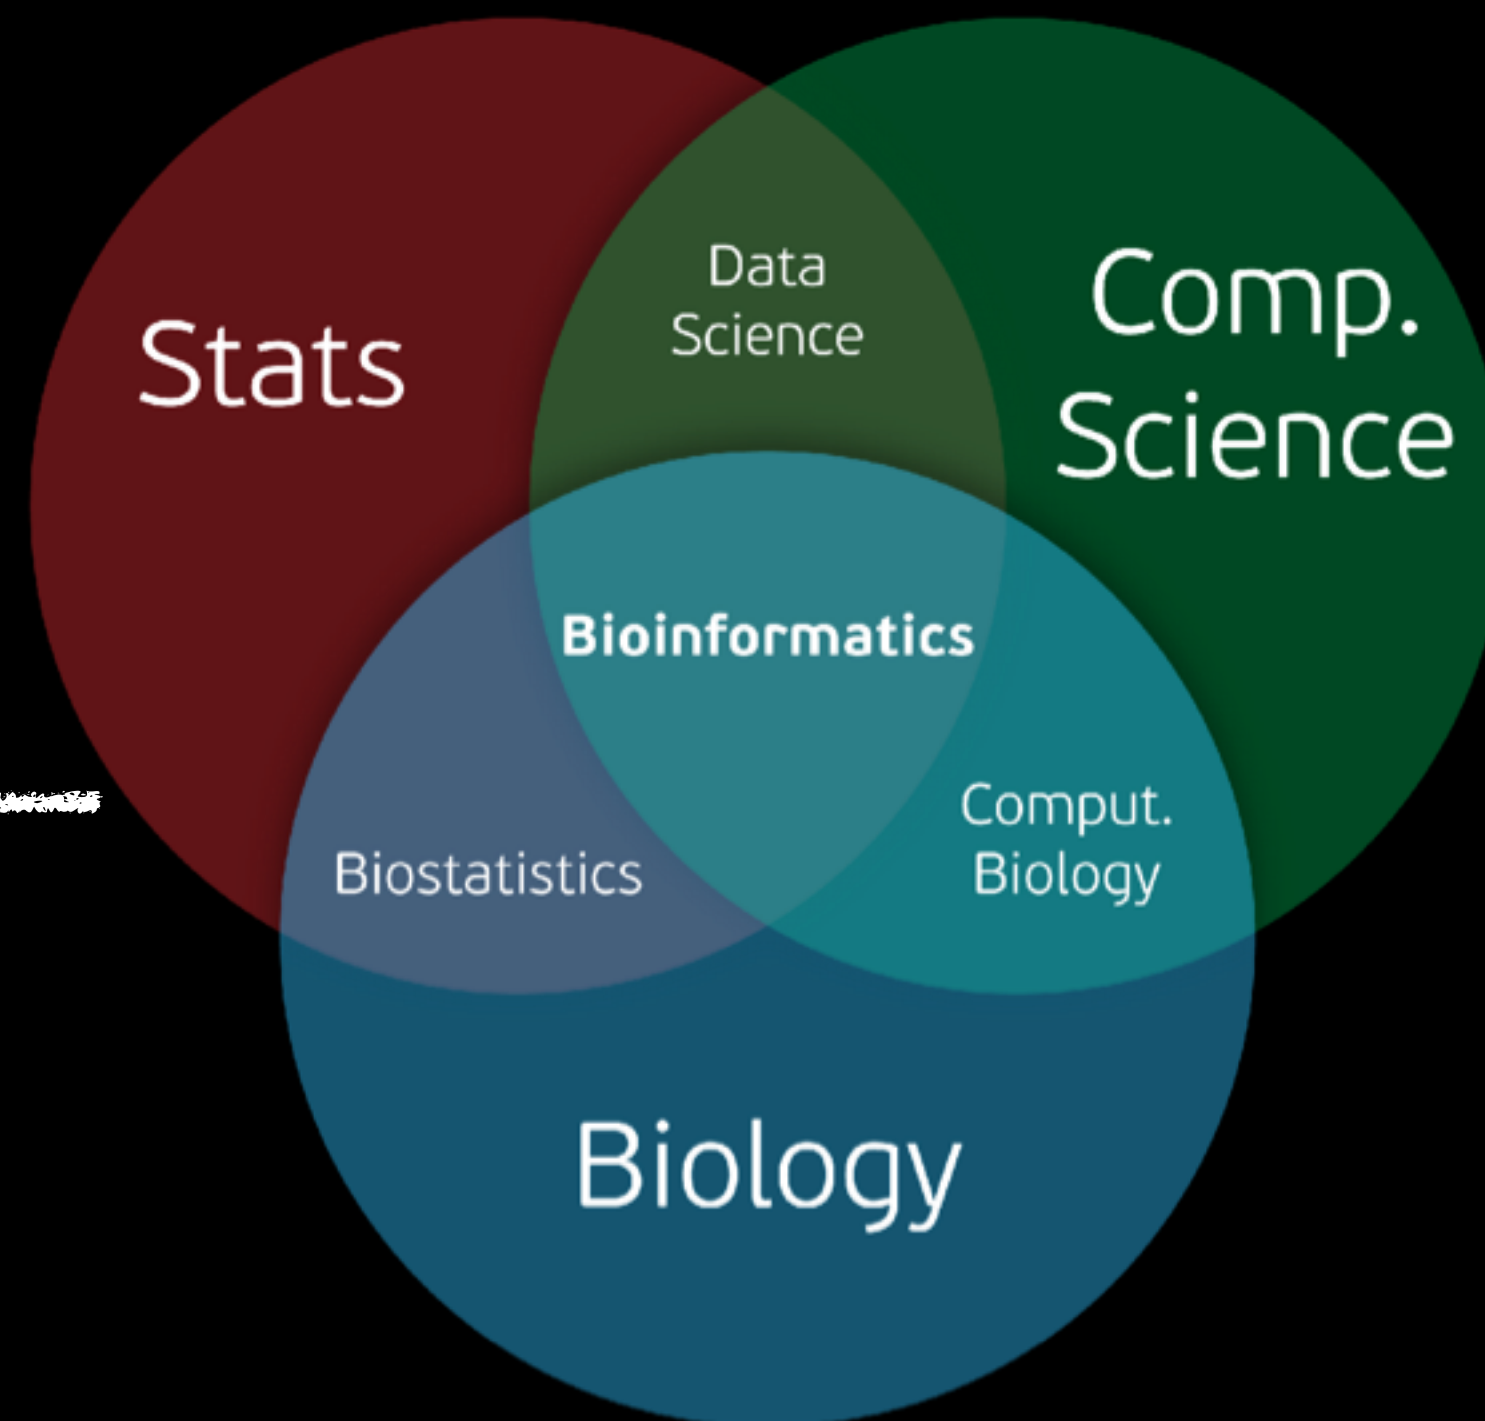 Stats
Data
Science
Comp.
Science
Bioinformatics
Biostatistics
Comput.
Biology
Biology